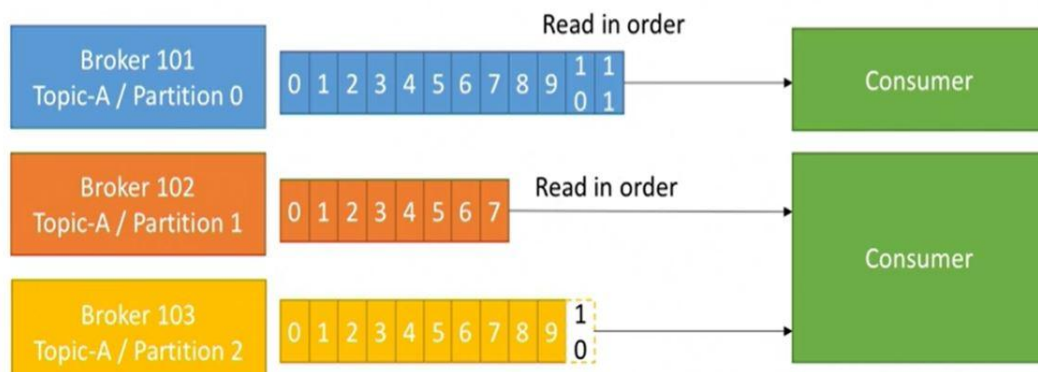 Read in order
Broker 101
Topic-A / Partition 0
0 1 2 3 4 5 6 7 8 9 10 11
Consumer
Broker 102
Topic-A / Partition 1
0 1 2 3 4 5 6 7
Read in order
Consumer
Broker 103
Topic-A / Partition 2
0 1 2 3 4 5 6 7 8 9 10